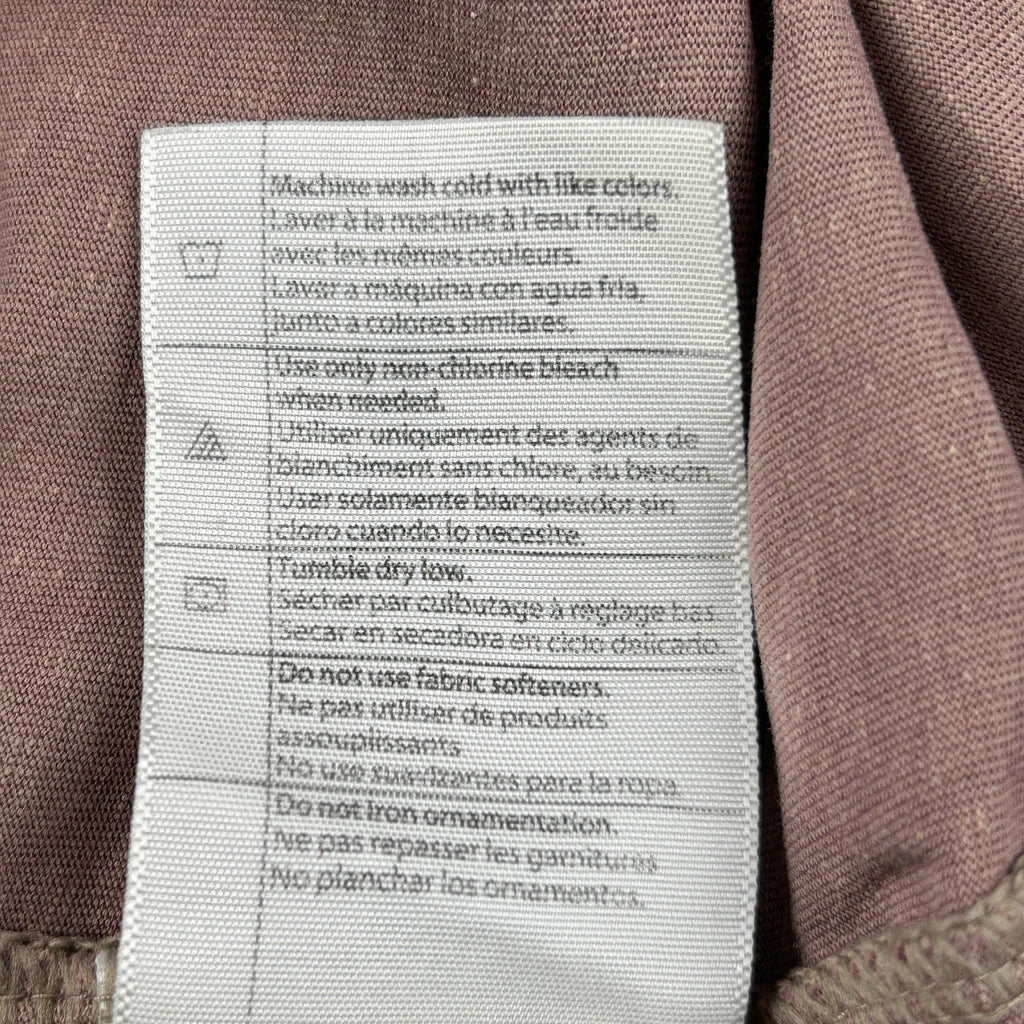 Machine wash cold with like colors.
Laver à la machine à l'eau froide
avec les mêmes couleurs.
Lavar a máquina con agua fria,
junto a colores similares.
Use only non-chlorine bleach
when needed.
Utiliser uniquement des agents de
blanchiment sans chlore, au besoin.
Usar solamente blanqueador sin
cloro cuando lo necesite.
Tumble dry low.
Sécher par culbutage à réglage bas.
Secar en secadora en ciclo delicado.
Do not use fabric softeners.
Ne pas utiliser de produits
assouplissants
No use suavizantes para la ropa.
Do not Iron ornamentation.
Ne pas repasser les garnitures
No planchar los ornamentos.